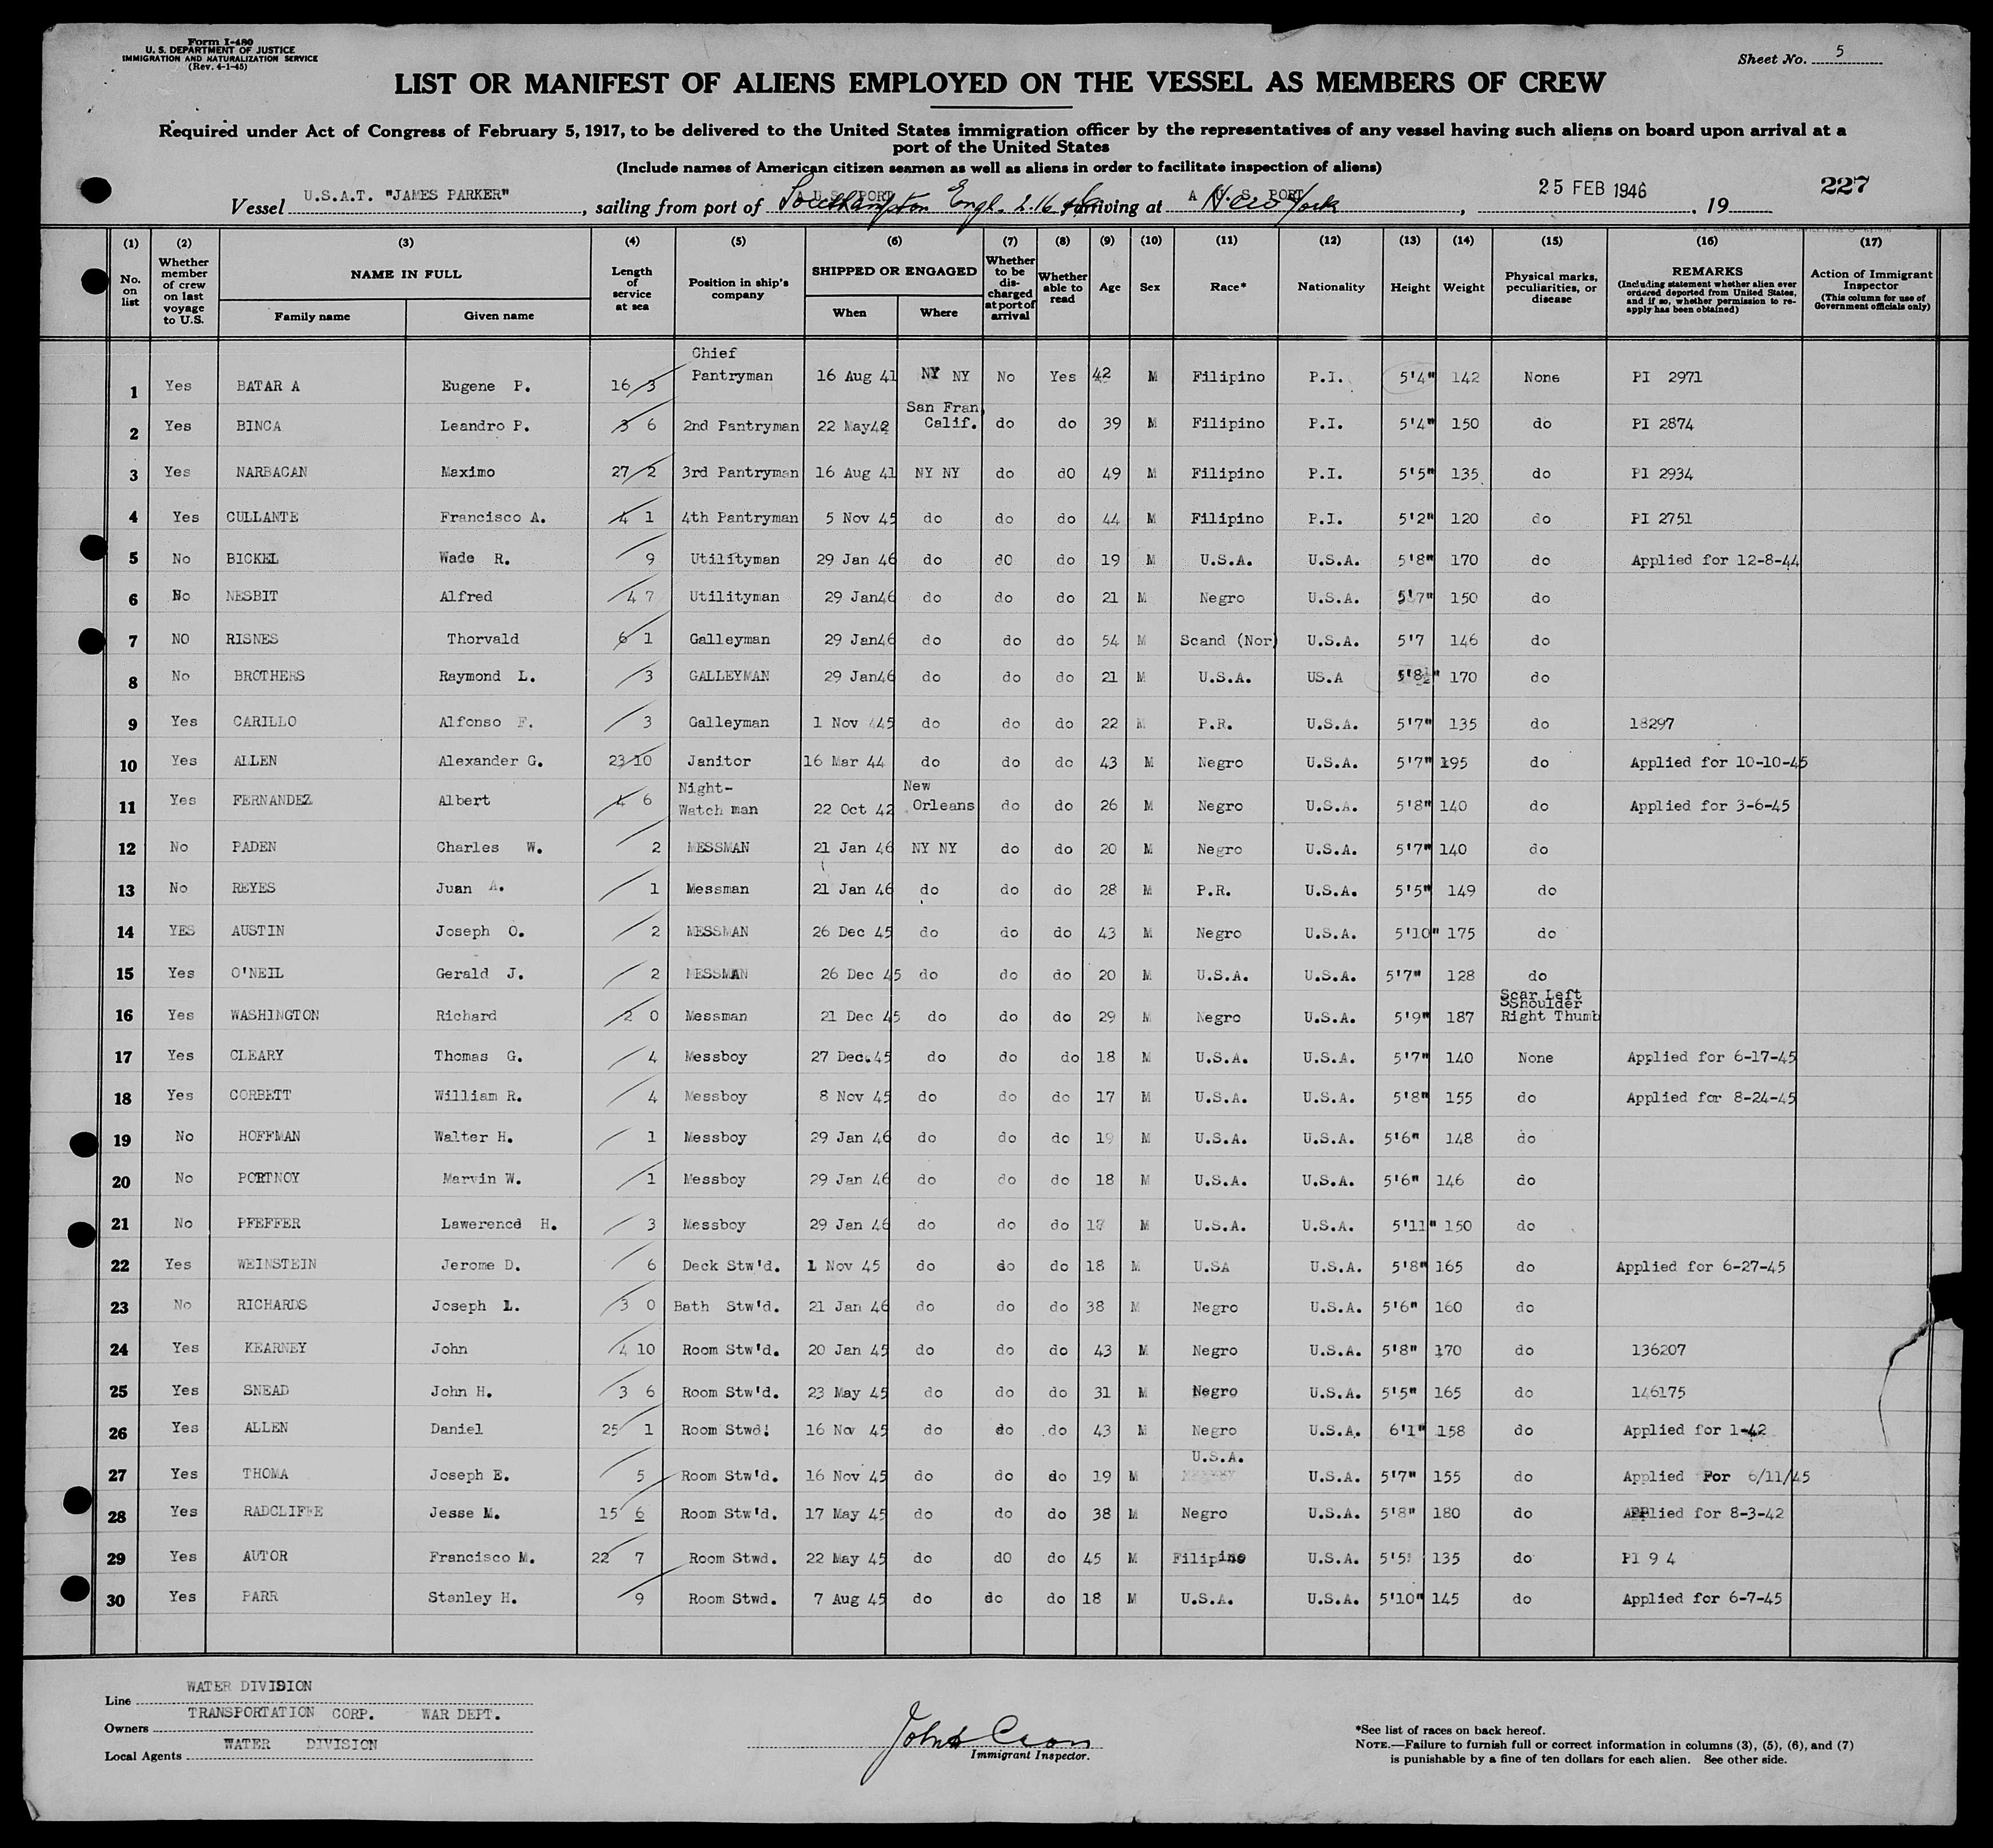 Form I-480
U. S. DEPARTMENT OF JUSTICE
IMMIGRATION AND NATURALIZATION SERVICE
(Rev. 4-1-45)
Sheet No. 5
LIST OR MANIFEST OF ALIENS EMPLOYED ON THE VESSEL AS MEMBERS OF CREW
Required under Act of Congress of February 5, 1917, to be delivered to the United States immigration officer by the representatives of any vessel having such aliens on board upon arrival at a
port of the United States
(Include names of American citizen seamen as well as aliens in order to facilitate inspection of aliens)
Vessel U.S.A.T. "JAMES PARKER", sailing from port of A U.S. PORT Southampton Engl. 2.16 46 arriving at A U. S. PORT New York, 25 FEB 1946, 19 227
(1) (2) (3) (4) (5) (6) (7) (8) (9) (10) (11) (12) (13) (14) (15) (16) (17)
No. on list
Whether member of crew on last voyage to U.S.
NAME IN FULL
Family name
Given name
Length of service at sea
Position in ship's company
SHIPPED OR ENGAGED
When
Where
Whether to be discharged at port of arrival
Whether able to read
Age
Sex
Race*
Nationality
Height
Weight
Physical marks, peculiarities, or disease
REMARKS
(Including statement whether alien ever ordered deported from United States, and if so, whether permission to reapply has been obtained)
Action of Immigrant Inspector
(This column for use of Government officials only)
1 Yes BATAR A Eugene P. 16 3 Chief Pantryman 16 Aug 41 NY NY No Yes 42 M Filipino P.I. 5'4" 142 None PI 2971
2 Yes BINCA Leandro P. 3 6 2nd Pantryman 22 May42 San Fran, Calif. do do 39 M Filipino P.I. 5'4" 150 do PI 2874
3 Yes NARBACAN Maximo 27 2 3rd Pantryman 16 Aug 41 NY NY do dO 49 M Filipino P.I. 5'5" 135 do PI 2934
4 Yes CULLANTE Francisco A. 4 1 4th Pantryman 5 Nov 45 do do do 44 M Filipino P.I. 5'2" 120 do PI 2751
5 No BICKEL Wade R. 9 Utilityman 29 Jan 46 do dO do 19 M U.S.A. U.S.A. 5'8" 170 do Applied for 12-8-44
6 No NESBIT Alfred 4 7 Utilityman 29 Jan46 do do do 21 M Negro U.S.A. 5'7" 150 do
7 NO RISNES Thorvald 6 1 Galleyman 29 Jan46 do do do 54 M Scand (Nor) U.S.A. 5'7 146 do
8 No BROTHERS Raymond L. 3 GALLEYMAN 29 Jan46 do do do 21 M U.S.A. US.A 5'8½" 170 do
9 Yes CARILLO Alfonso F. 3 Galleyman 1 Nov 445 do do do 22 M P.R. U.S.A. 5'7" 135 do 18297
10 Yes ALLEN Alexander G. 23 10 Janitor 16 Mar 44 do do do 43 M Negro U.S.A. 5'7" 195 do Applied for 10-10-45
11 Yes FERNANDEZ Albert 4 6 Night-Watch man 22 Oct 42 New Orleans do do 26 M Negro U.S.A. 5'8" 140 do Applied for 3-6-45
12 No PADEN Charles W. 2 MESSMAN 21 Jan 46 NY NY do do 20 M Negro U.S.A. 5'7" 140 do
13 No REYES Juan A. 1 Messman 21 Jan 46 do do do 28 M P.R. U.S.A. 5'5" 149 do
14 YES AUSTIN Joseph O. 2 MESSMAN 26 Dec 45 do do do 43 M Negro U.S.A. 5'10" 175 do
15 Yes O'NEIL Gerald J. 2 MESSMAN 26 Dec 45 do do do 20 M U.S.A. U.S.A. 5'7" 128 do
16 Yes WASHINGTON Richard 2 0 Messman 21 Dec 45 do do do 29 M Negro U.S.A. 5'9" 187 Scar Left Shoulder Right Thumb
17 Yes CLEARY Thomas G. 4 Messboy 27 Dec.45 do do do 18 M U.S.A. U.S.A. 5'7" 140 None Applied for 6-17-45
18 Yes CORBETT William R. 4 Messboy 8 Nov 45 do do do 17 M U.S.A. U.S.A. 5'8" 155 do Applied for 8-24-45
19 No HOFFMAN Walter H. 1 Messboy 29 Jan 46 do do do 19 M U.S.A. U.S.A. 5'6" 148 do
20 No PORTNOY Marvin W. 1 Messboy 29 Jan 46 do do do 18 M U.S.A. U.S.A. 5'6" 146 do
21 No PFEFFER Lawerencd H. 3 Messboy 29 Jan 46 do do do M U.S.A. U.S.A. 5'11" 150 do
22 Yes WEINSTEIN Jerome D. 6 Deck Stw'd. 1 Nov 45 do do do 18 M U.SA U.S.A. 5'8" 165 do Applied for 6-27-45
23 No RICHARDS Joseph L. 3 0 Bath Stw'd. 21 Jan 46 do do do 38 M Negro U.S.A. 5'6" 160 do
24 Yes KEARNEY John 4 10 Room Stw'd. 20 Jan 45 do do do 43 M Negro U.S.A. 5'8" 170 do 136207
25 Yes SNEAD John H. 3 6 Room Stw'd. 23 May 45 do do do 31 M Negro U.S.A. 5'5" 165 do 146175
26 Yes ALLEN Daniel 25 1 Room Stwd! 16 Nov 45 do do do 43 M Negro U.S.A. 6'1" 158 do Applied for 1-42
27 Yes THOMA Joseph E. 5 Room Stw'd. 16 Nov 45 do do do 19 M U.S.A. U.S.A. 5'7" 155 do Applied For 6/11/45
28 Yes RADCLIFFE Jesse M. 15 6 Room Stw'd. 17 May 45 do do do 38 M Negro U.S.A. 5'8" 180 do Applied for 8-3-42
29 Yes AUTOR Francisco M. 22 7 Room Stwd. 22 May 45 do dO do 45 M Filipino U.S.A. 5'5! 135 do PI 9 4
30 Yes PARR Stanley H. 9 Room Stwd. 7 Aug 45 do do do 18 M U.S.A. U.S.A. 5'10" 145 do Applied for 6-7-45
Line WATER DIVISION
Owners TRANSPORTATION CORP. WAR DEPT.
Local Agents WATER DIVISION
Immigrant Inspector.
*See list of races on back hereof.
NOTE.—Failure to furnish full or correct information in columns (3), (5), (6), and (7)
is punishable by a fine of ten dollars for each alien. See other side.